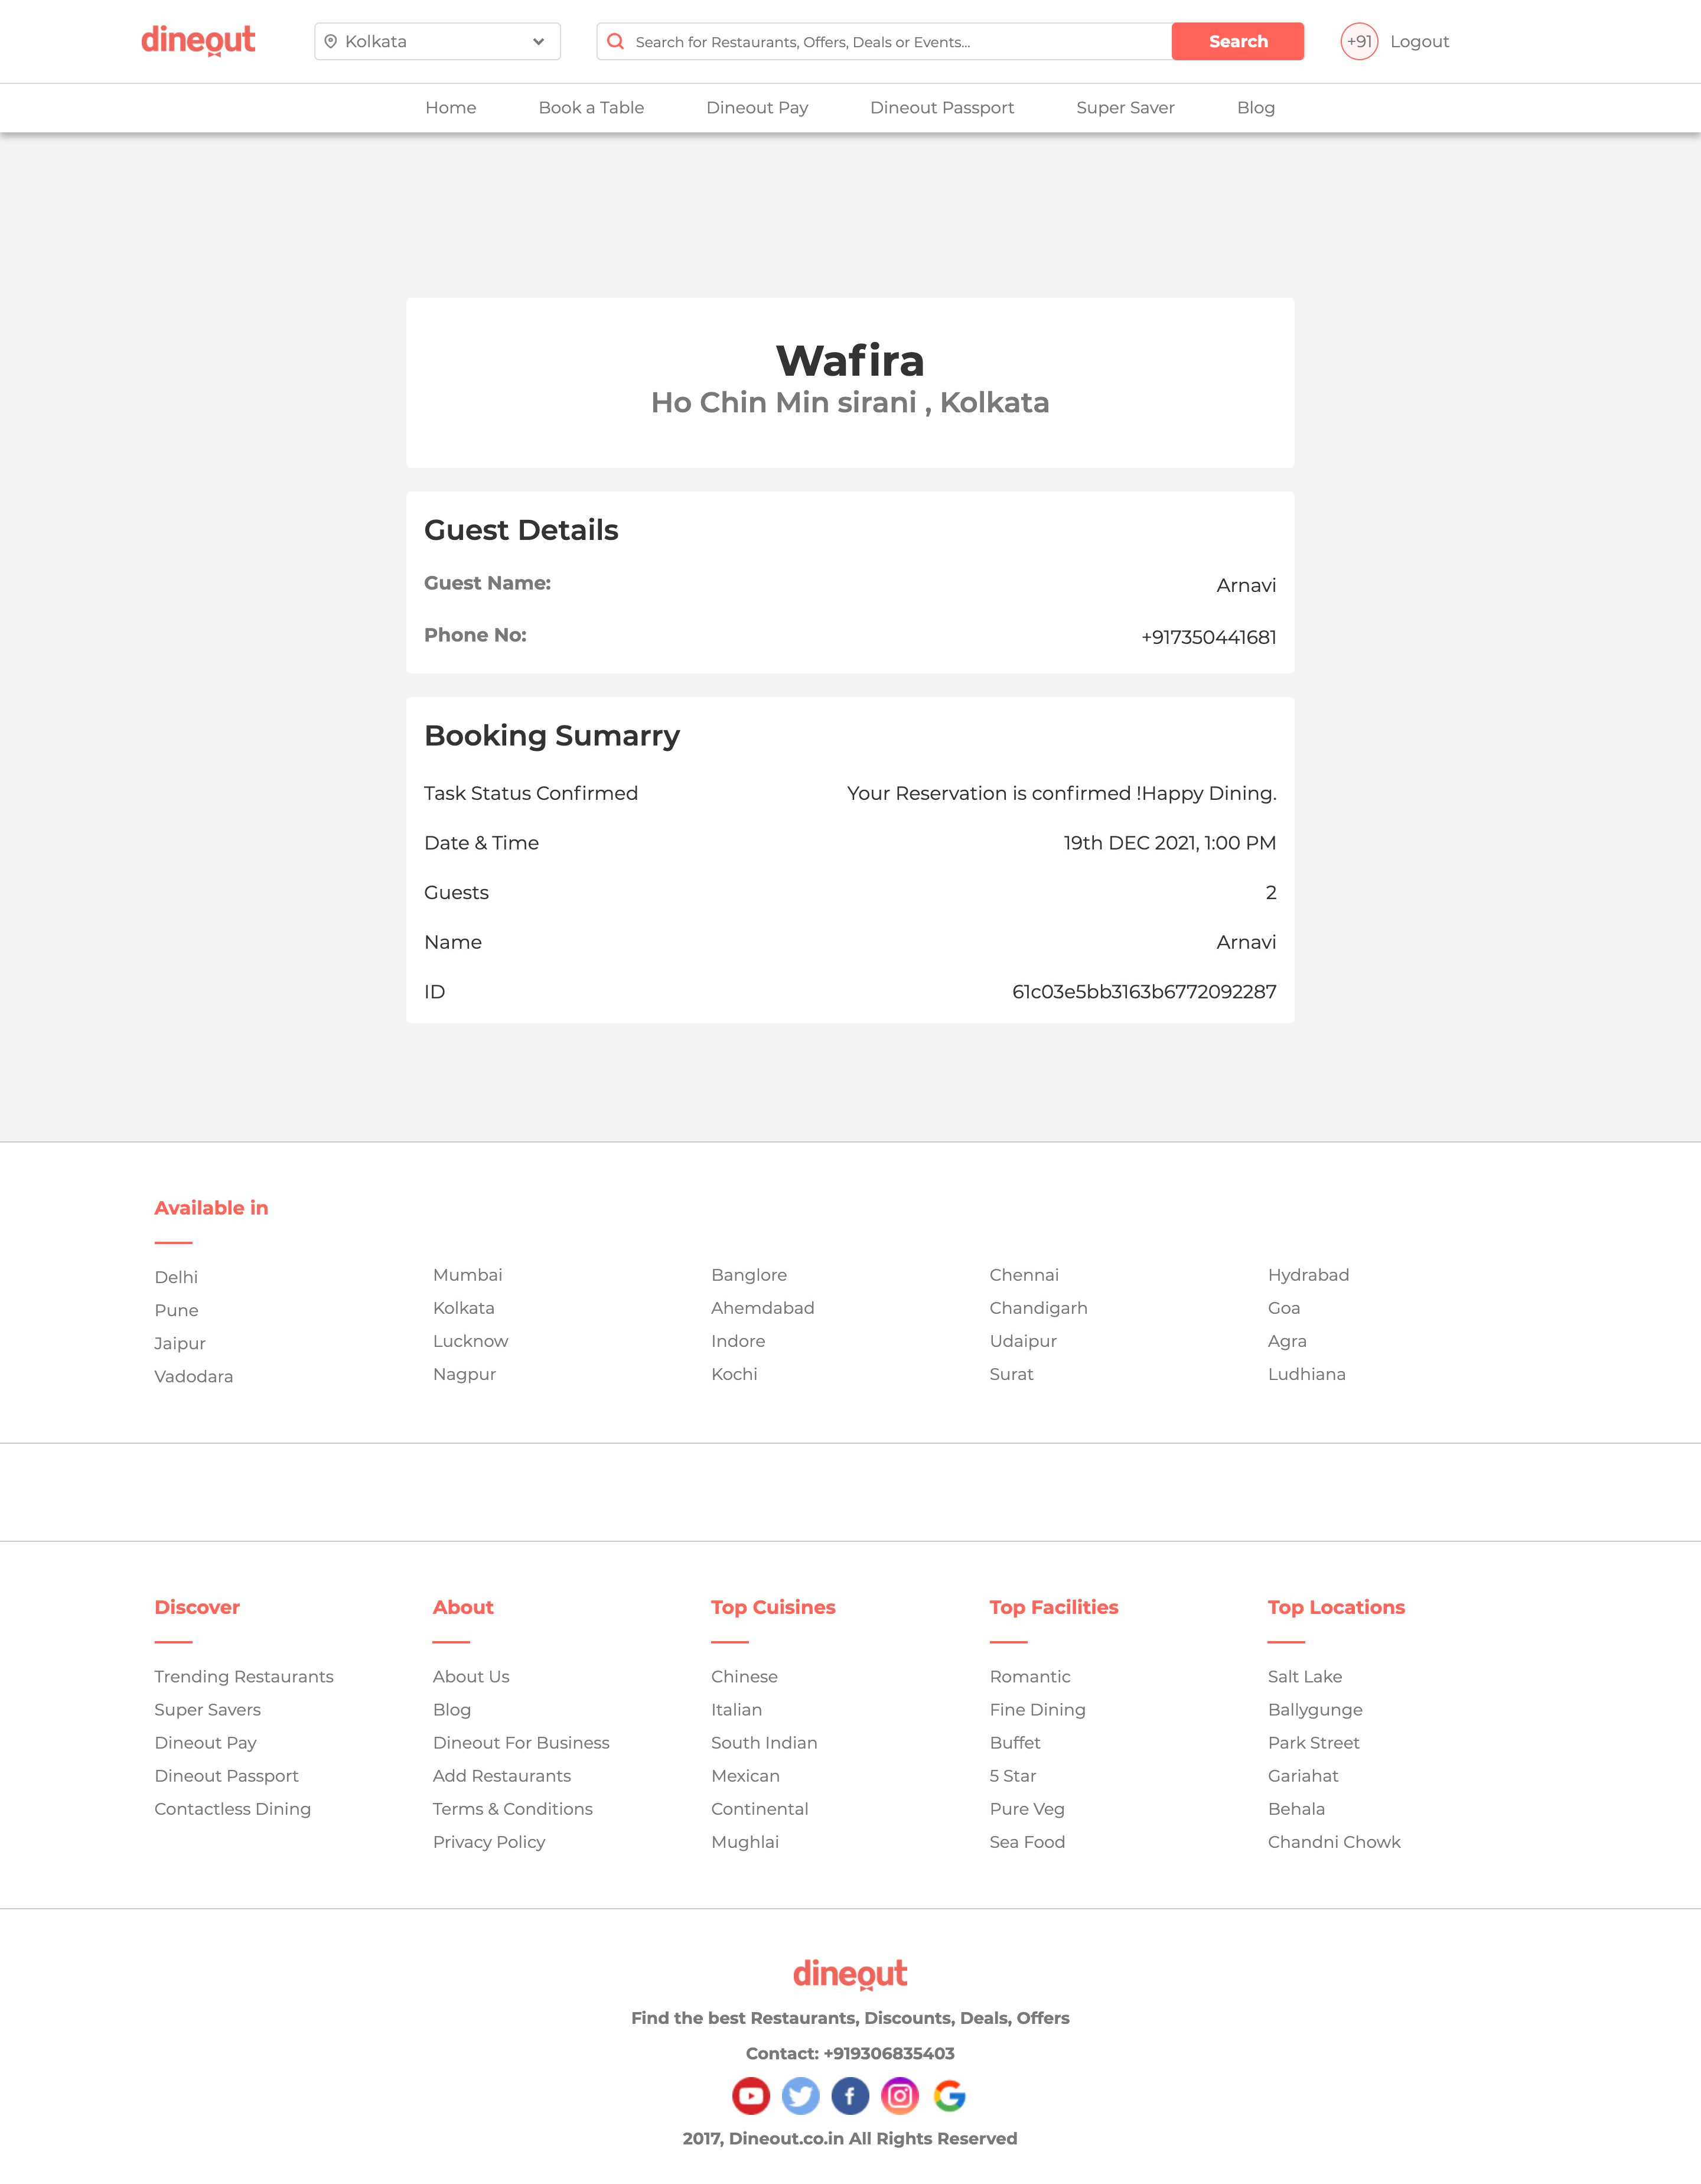 dineout
Kolkata
Search for Restaurants, Offers, Deals or Events...
Search
+91
Logout
Home
Book a Table
Dineout Pay
Dineout Passport
Super Saver
Blog
Wafira
Ho Chin Min sirani , Kolkata
Guest Details
Guest Name:
Arnavi
Phone No:
+917350441681
Booking Sumarry
Task Status Confirmed
Your Reservation is confirmed !Happy Dining.
Date & Time
19th DEC 2021, 1:00 PM
Guests
2
Name
Arnavi
ID
61c03e5bb3163b6772092287
Available in
Delhi
Pune
Jaipur
Vadodara
Mumbai
Kolkata
Lucknow
Nagpur
Banglore
Ahemdabad
Indore
Kochi
Chennai
Chandigarh
Udaipur
Surat
Hydrabad
Goa
Agra
Ludhiana
Discover
Trending Restaurants
Super Savers
Dineout Pay
Dineout Passport
Contactless Dining
About
About Us
Blog
Dineout For Business
Add Restaurants
Terms & Conditions
Privacy Policy
Top Cuisines
Chinese
Italian
South Indian
Mexican
Continental
Mughlai
Top Facilities
Romantic
Fine Dining
Buffet
5 Star
Pure Veg
Sea Food
Top Locations
Salt Lake
Ballygunge
Park Street
Gariahat
Behala
Chandni Chowk
dineout
Find the best Restaurants, Discounts, Deals, Offers
Contact: +919306835403
2017, Dineout.co.in All Rights Reserved